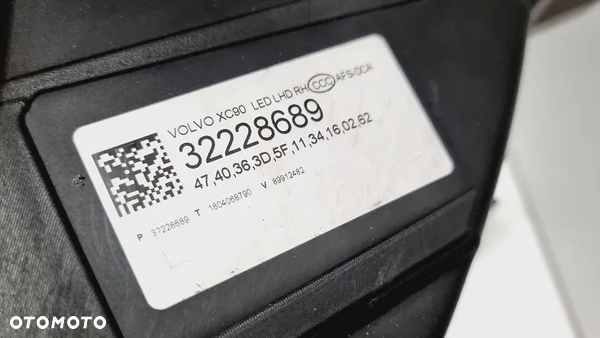 VOLVO XC90 LED LHD RH CCC AFS-DCAI
32228689
47,40,36,3D,5F,11,34,16,02,62
P 32228689 T 1804068790 V 89912482
OTOMOTO